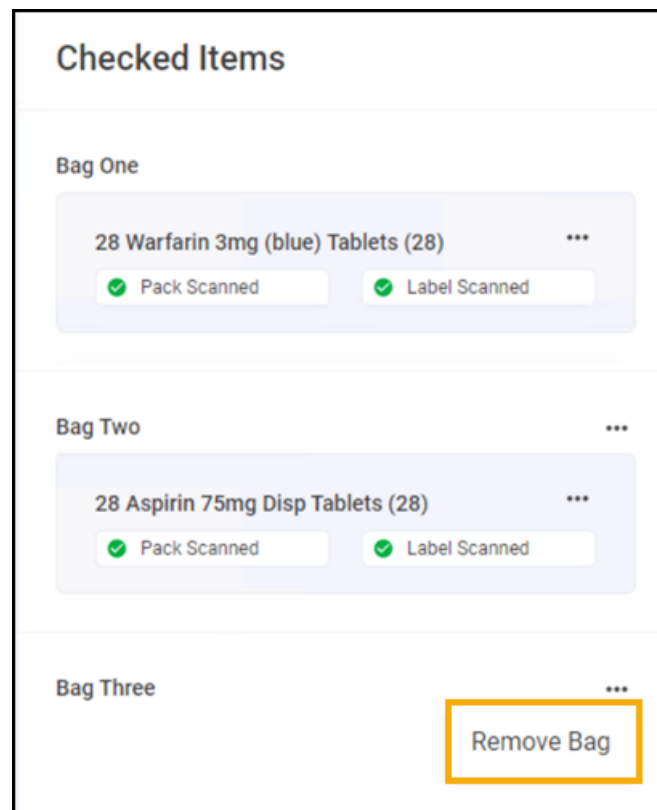 Checked Items
Bag One
28 Warfarin 3mg (blue) Tablets (28)
Pack Scanned Label Scanned
Bag Two
28 Aspirin 75mg Disp Tablets (28)
Pack Scanned Label Scanned
Bag Three
Remove Bag